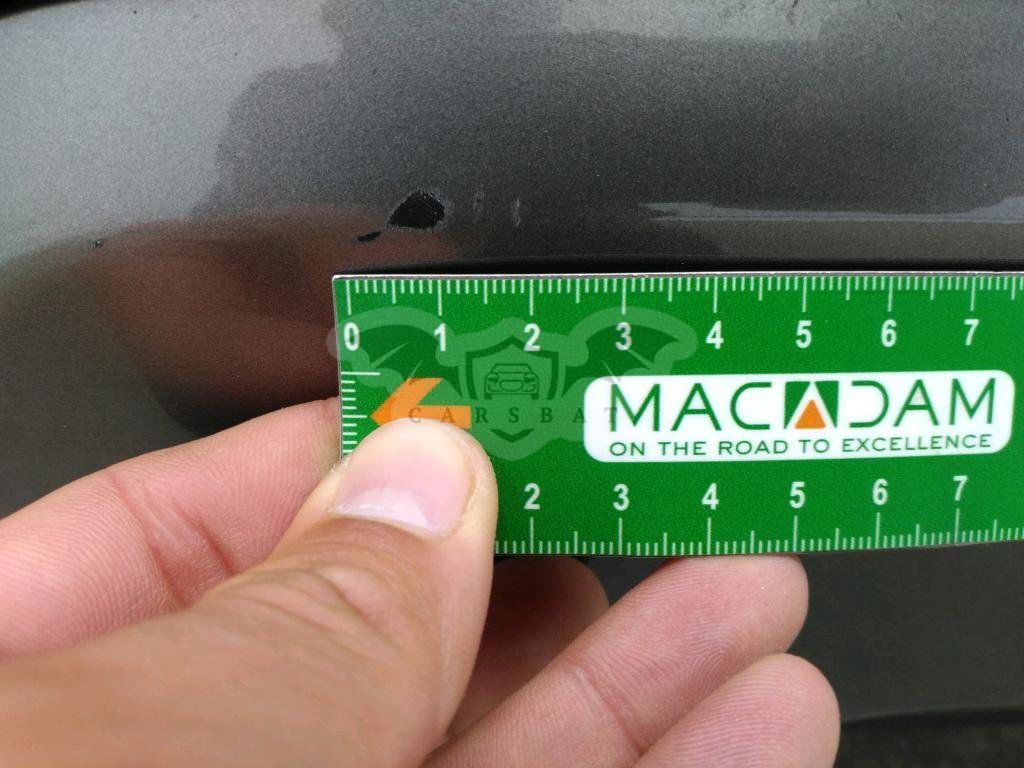 0 1 2 3 4 5 6 7
CARSBAT
MACADAM
ON THE ROAD TO EXCELLENCE
2 3 4 5 6 7